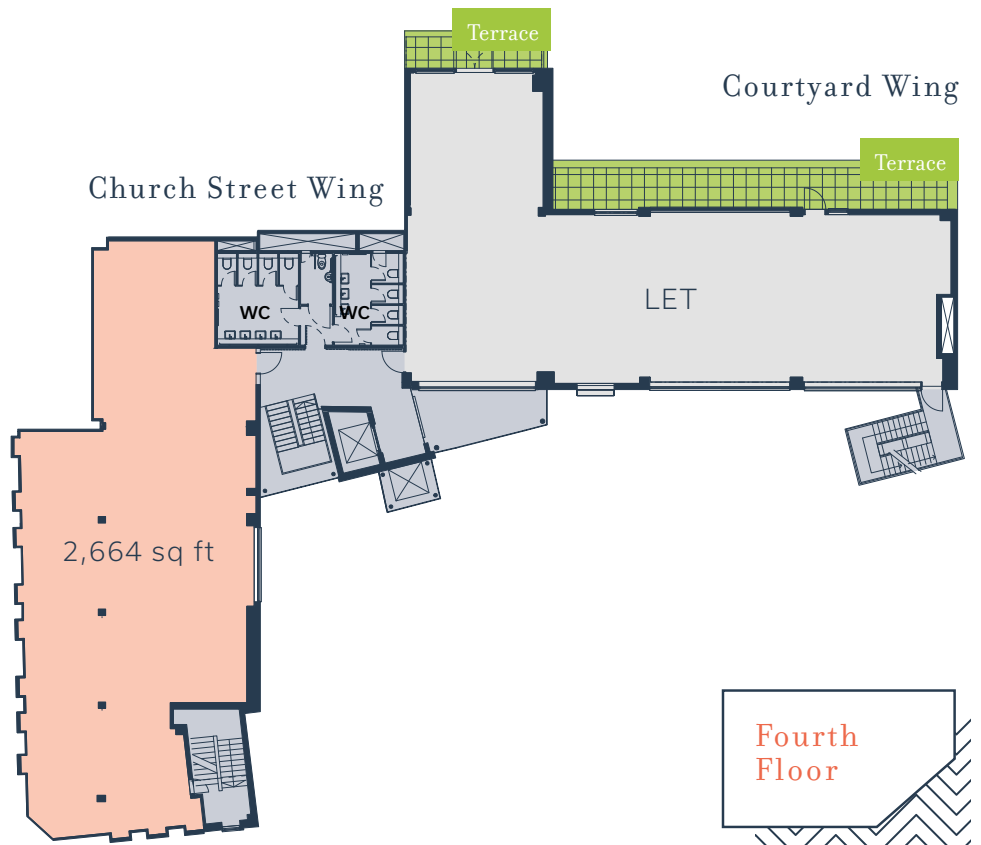 Terrace
Courtyard Wing
Terrace
Church Street Wing
LET
WC
WC
2,664 sq ft
Fourth
Floor